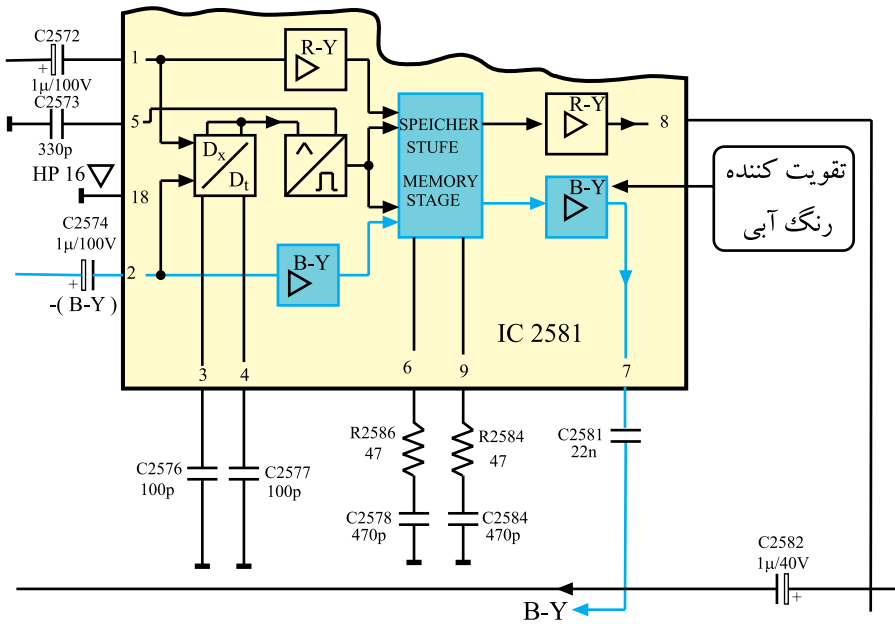 C2572
1µ/100V
+
C2573
330p
HP 16
C2574
1µ/100V
+
-( B-Y )
1
5
18
2
R-Y
Dx
Dt
B-Y
SPEICHER
STUFE
MEMORY
STAGE
R-Y
8
B-Y
تقویت کننده
رنگ آبی
IC 2581
3
4
6
9
7
C2576
100p
C2577
100p
R2586
47
R2584
47
C2578
470p
C2584
470p
C2581
22n
C2582
1µ/40V
+
B-Y